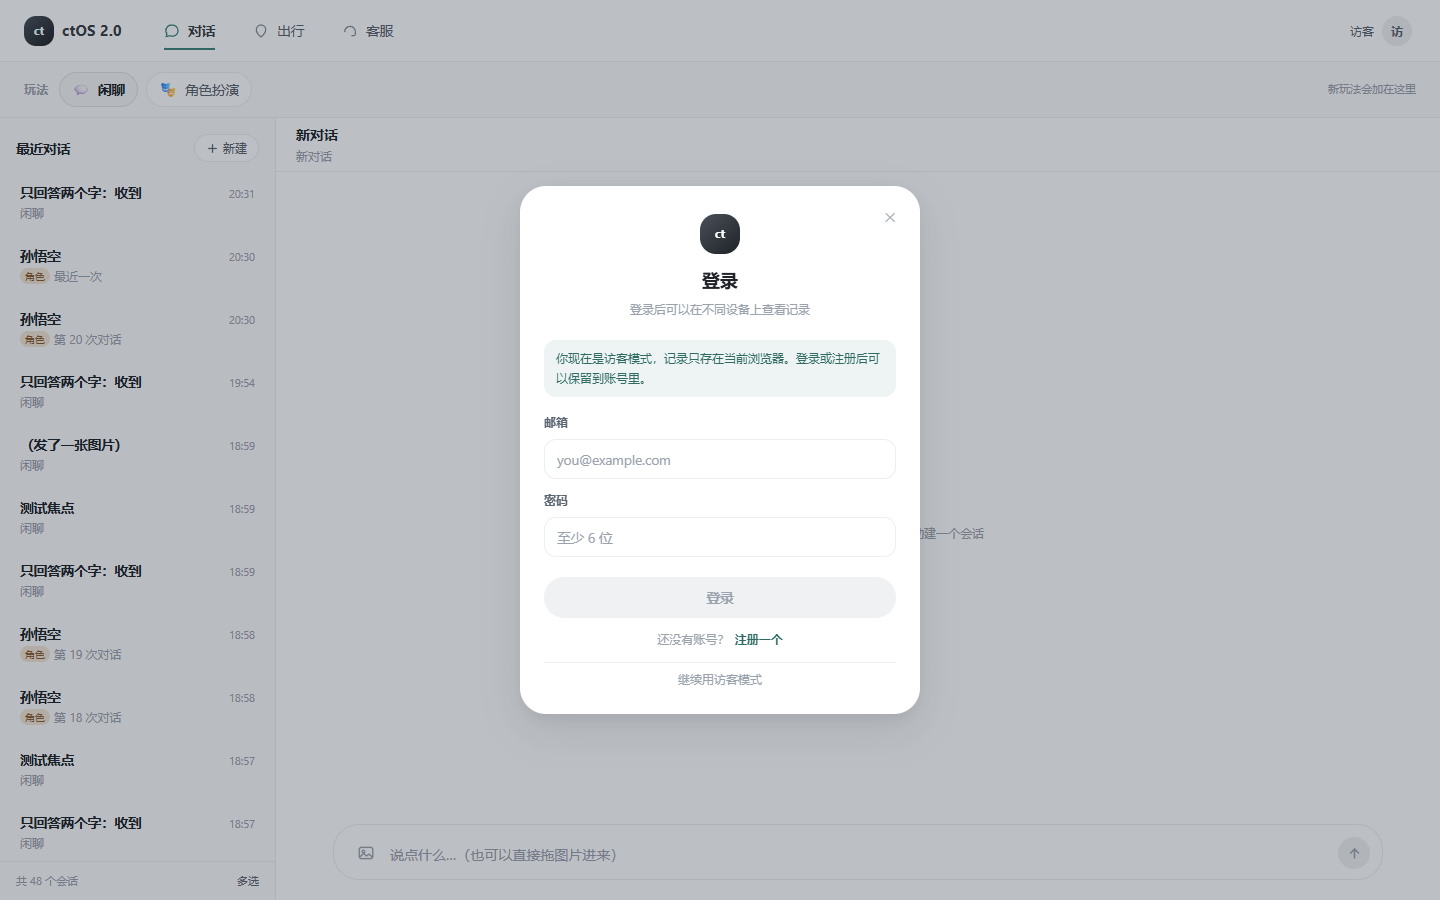 ct ctOS 2.0 对话 出行 客服 访客 访
玩法 闲聊 角色扮演 新玩法会加在这里
最近对话 + 新建
只回答两个字：收到 20:31
闲聊
孙悟空 20:30
角色 最近一次
孙悟空 20:30
角色 第 20 次对话
只回答两个字：收到 19:54
闲聊
（发了一张图片） 18:59
闲聊
测试焦点 18:59
闲聊
只回答两个字：收到 18:59
闲聊
孙悟空 18:58
角色 第 19 次对话
孙悟空 18:58
角色 第 18 次对话
测试焦点 18:57
闲聊
只回答两个字：收到 18:57
闲聊
共 48 个会话 多选
新对话
新对话
ct
登录
登录后可以在不同设备上查看记录
你现在是访客模式，记录只存在当前浏览器。登录或注册后可
以保留到账号里。
邮箱
you@example.com
密码
至少 6 位
登录
还没有账号？ 注册一个
继续用访客模式
建一个会话
说点什么...（也可以直接拖图片进来）